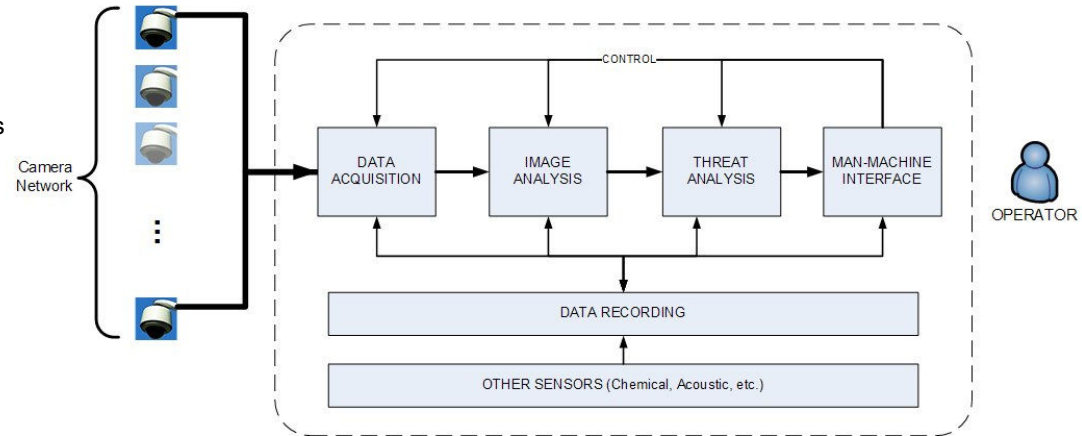 s
Camera
Network
CONTROL
DATA
ACQUISITION
IMAGE
ANALYSIS
THREAT
ANALYSIS
MAN-MACHINE
INTERFACE
OPERATOR
DATA RECORDING
OTHER SENSORS (Chemical, Acoustic, etc.)